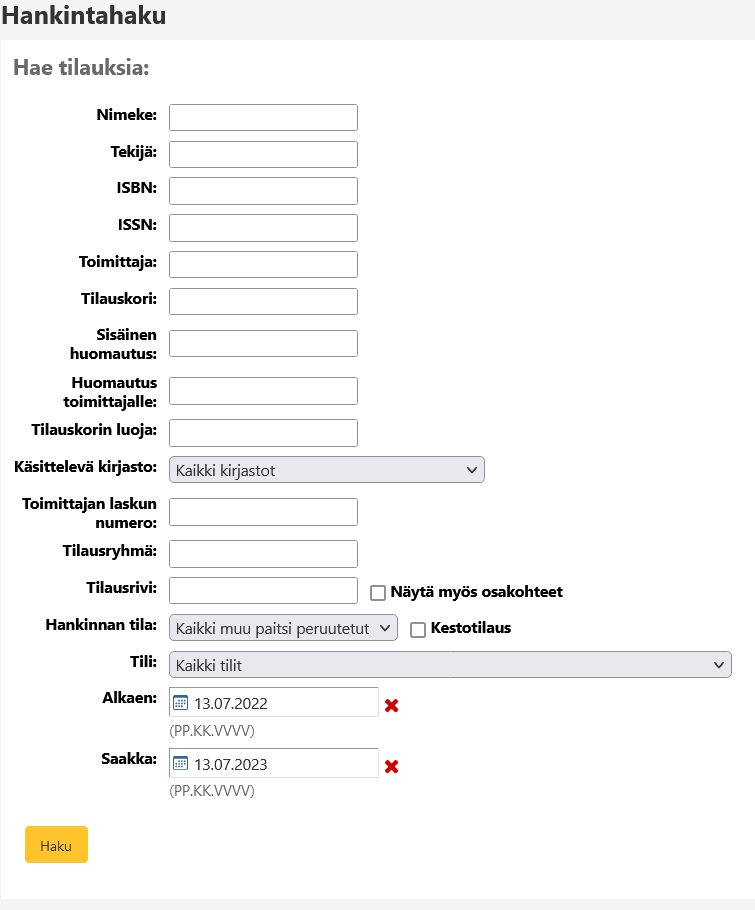 Hankintahaku
Hae tilauksia:
Nimeke:
Tekijä:
ISBN:
ISSN:
Toimittaja:
Tilauskori:
Sisäinen
huomautus:
Huomautus
toimittajalle:
Tilauskorin luoja:
Käsittelevä kirjasto: Kaikki kirjastot
Toimittajan laskun
numero:
Tilausryhmä:
Tilausrivi: Näytä myös osakohteet
Hankinnan tila: Kaikki muu paitsi peruutetut Kestotilaus
Tili: Kaikki tilit
Alkaen: 13.07.2022
(PP.KK.VVVV)
Saakka: 13.07.2023
(PP.KK.VVVV)
Haku